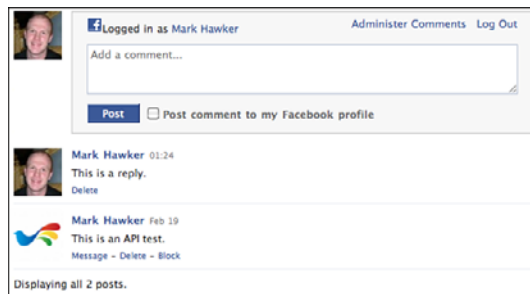 Logged in as Mark Hawker Administer Comments Log Out
Add a comment...
Post Post comment to my Facebook profile
Mark Hawker 01:24
This is a reply.
Delete
Mark Hawker Feb 19
This is an API test.
Message - Delete - Block
Displaying all 2 posts.